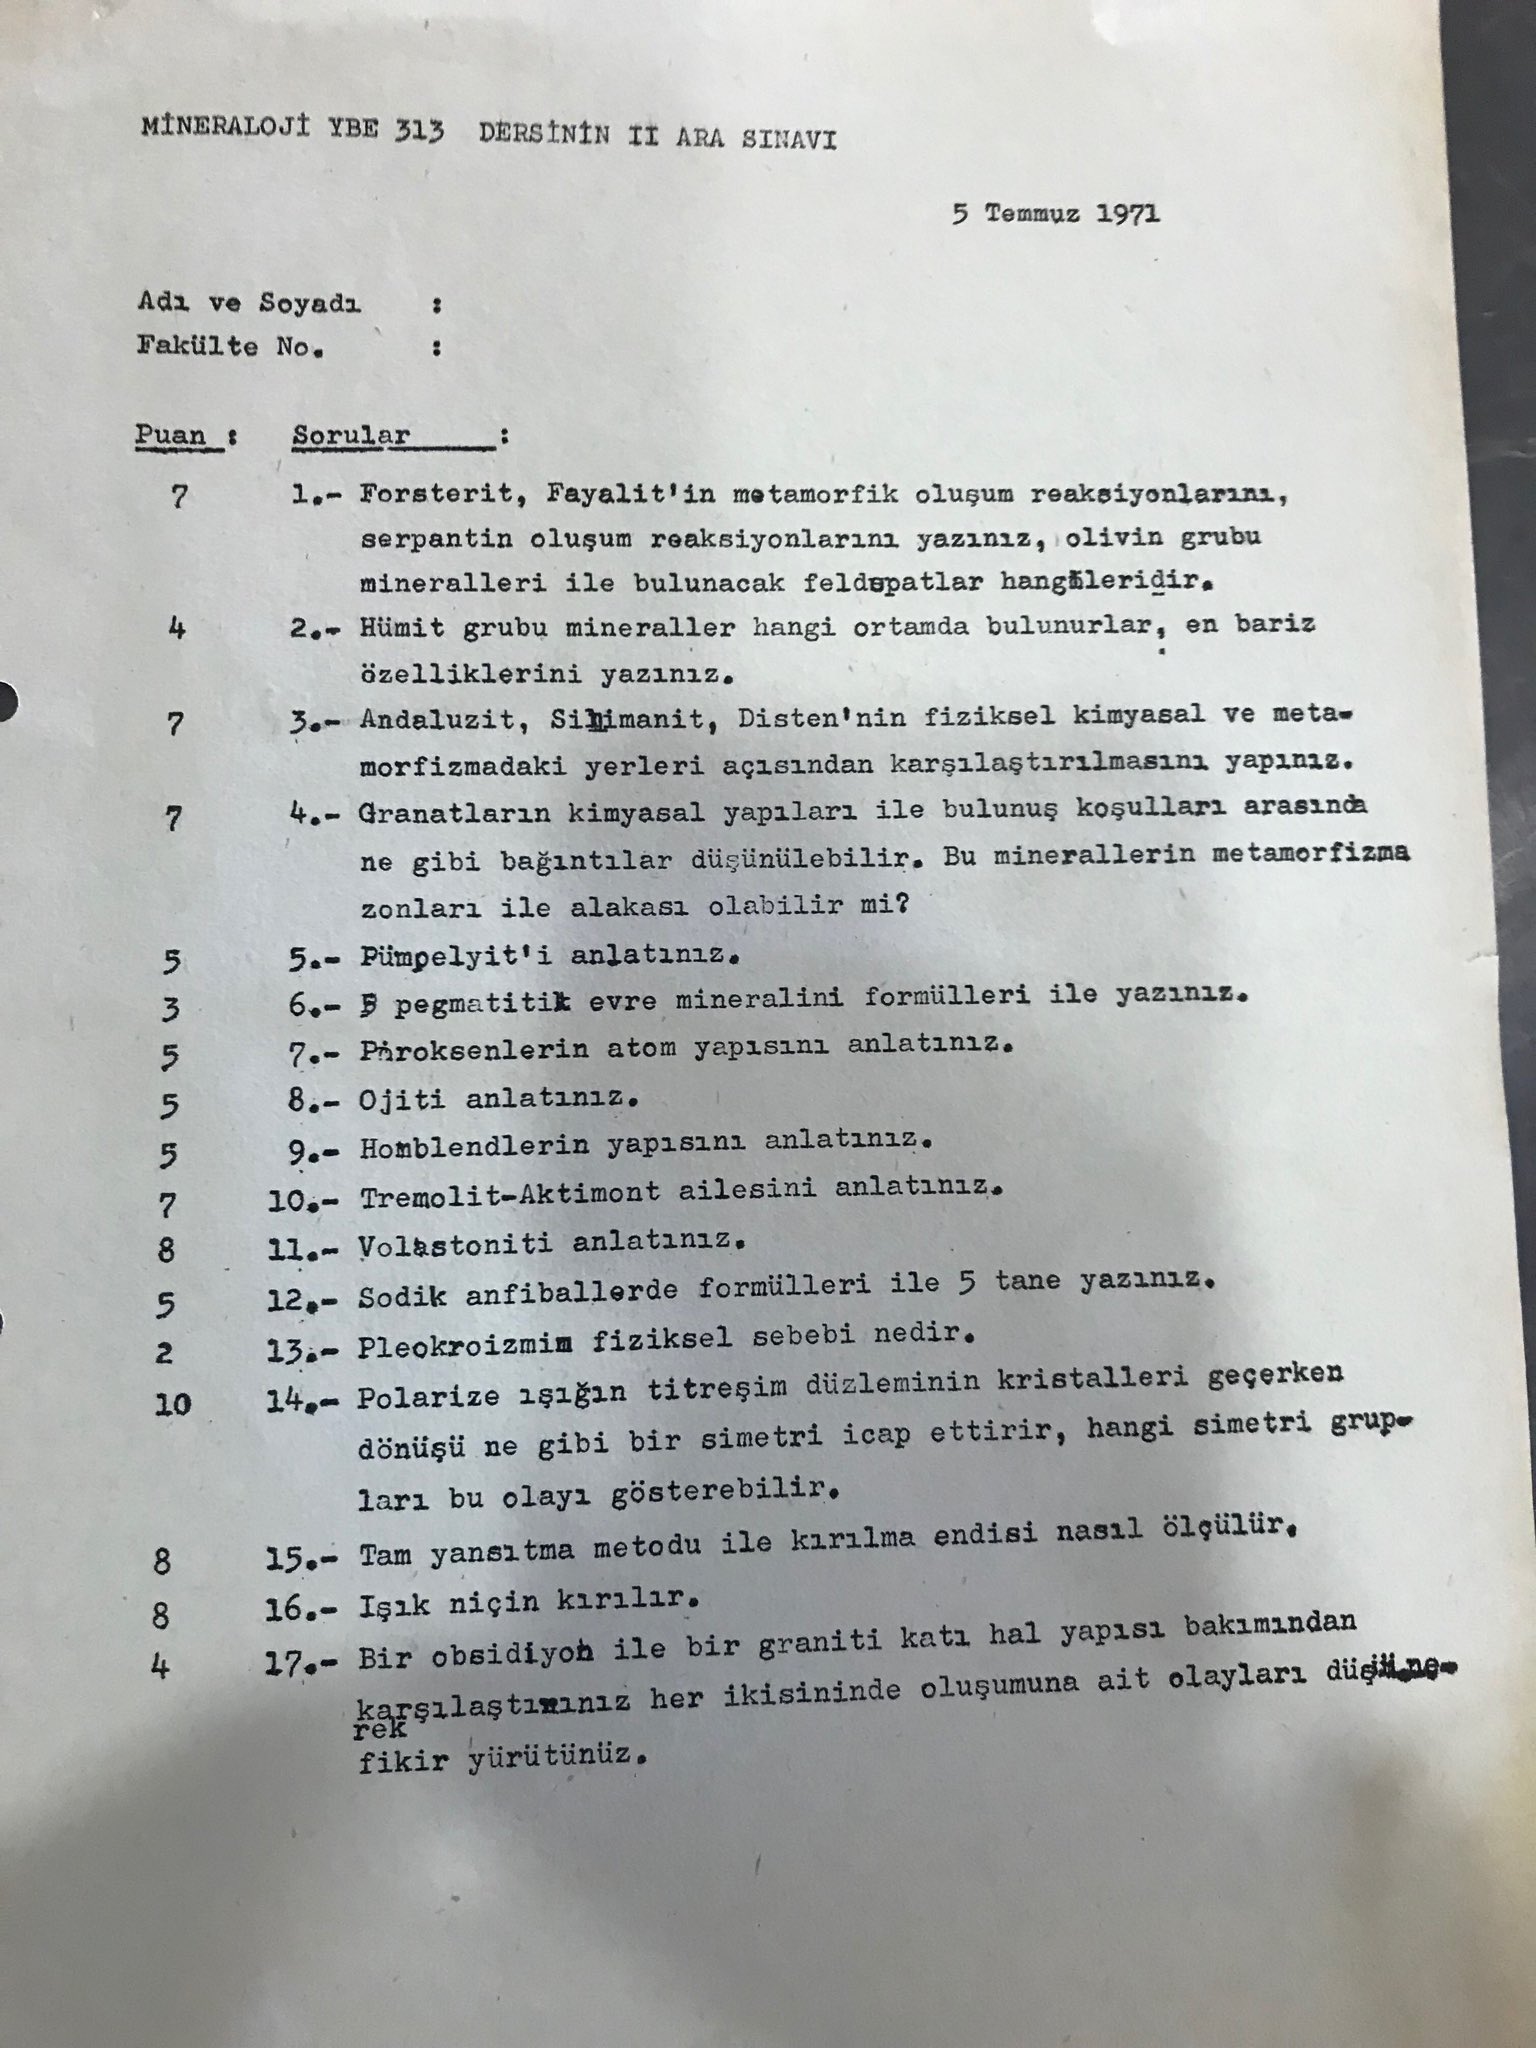 MİNERALOJİ YBE 313 DERSİNİN II ARA SINAVI
5 Temmuz 1971
Adı ve Soyadı :
Fakülte No. :
Puan : Sorular :
7 1.- Forsterit, Fayalit'in metamorfik oluşum reaksiyonlarını,
serpantin oluşum reaksiyonlarını yazınız, olivin grubu
mineralleri ile bulunacak feldspatlar hangileridir.
4 2.- Hümit grubu mineraller hangi ortamda bulunurlar, en bariz
özelliklerini yazınız.
7 3.- Andaluzit, Silimanit, Disten'nin fiziksel kimyasal ve meta-
morfizmadaki yerleri açısından karşılaştırılmasını yapınız.
7 4.- Granatların kimyasal yapıları ile bulunuş koşulları arasında
ne gibi bağıntılar düşünülebilir. Bu minerallerin metamorfizma
zonları ile alakası olabilir mi?
5 5.- Pümpelyit'i anlatınız.
3 6.- 5 pegmatitik evre mineralini formülleri ile yazınız.
5 7.- Piroksenlerin atom yapısını anlatınız.
5 8.- Ojiti anlatınız.
5 9.- Homblendlerin yapısını anlatınız.
7 10.- Tremolit-Aktimont ailesini anlatınız.
8 11.- Volastoniti anlatınız.
5 12.- Sodik anfiballerde formülleri ile 5 tane yazınız.
2 13.- Pleokroizmin fiziksel sebebi nedir.
10 14.- Polarize ışığın titreşim düzleminin kristalleri geçerken
dönüşü ne gibi bir simetri icap ettirir, hangi simetri grup-
ları bu olayı gösterebilir.
8 15.- Tam yansıtma metodu ile kırılma endisi nasıl ölçülür.
8 16.- Işık niçin kırılır.
4 17.- Bir obsidiyon ile bir graniti katı hal yapısı bakımından
karşılaştırınız her ikisininde oluşumuna ait olayları düşüne-
rek
fikir yürütünüz.